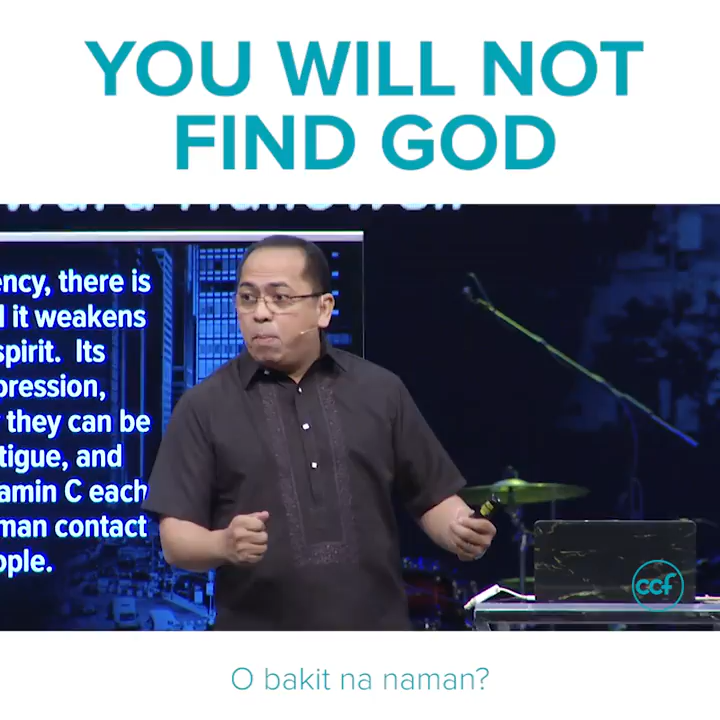 YOU WILL NOT
FIND GOD
ency, there is
it weakens
spirit. Its
pression,
they can be
tigue, and
amin C each
man contact
ople.
ccf
O bakit na naman?